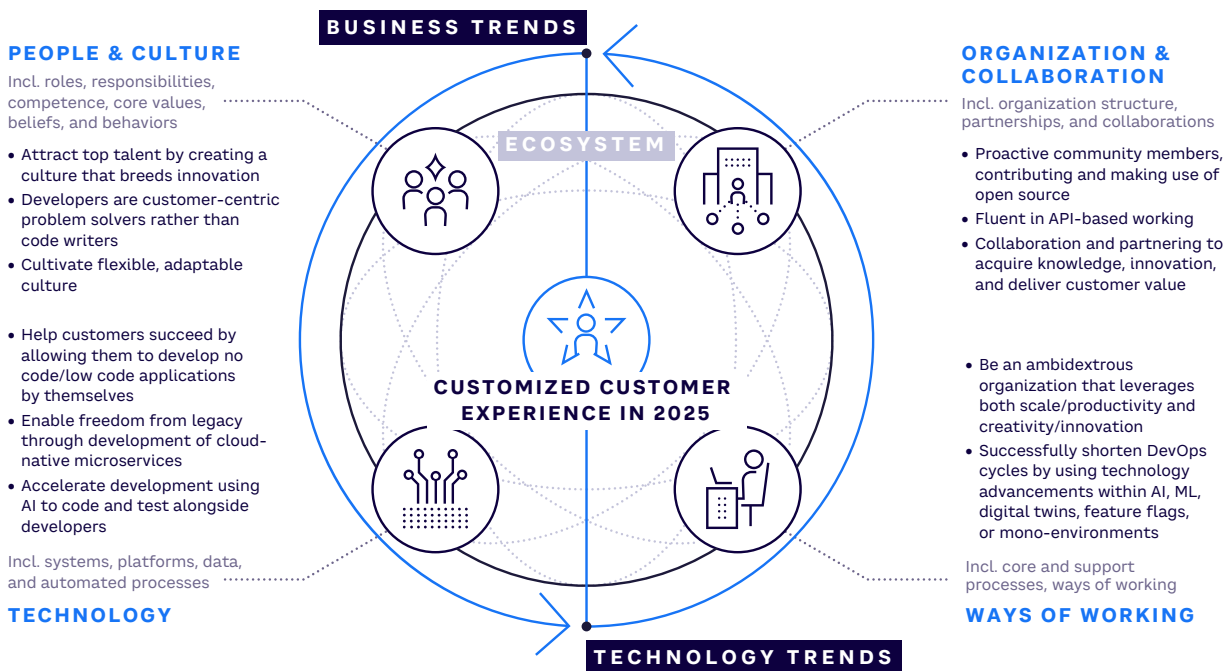 BUSINESS TRENDS
PEOPLE & CULTURE
Incl. roles, responsibilities,
competence, core values,
beliefs, and behaviors
• Attract top talent by creating a
culture that breeds innovation
• Developers are customer-centric
problem solvers rather than
code writers
• Cultivate flexible, adaptable
culture
ORGANIZATION &
COLLABORATION
Incl. organization structure,
partnerships, and collaborations
• Proactive community members,
contributing and making use of
open source
• Fluent in API-based working
• Collaboration and partnering to
acquire knowledge, innovation,
and deliver customer value
ECOSYSTEM
CUSTOMIZED CUSTOMER
EXPERIENCE IN 2025
• Help customers succeed by
allowing them to develop no
code/low code applications
by themselves
• Enable freedom from legacy
through development of cloud-
native microservices
• Accelerate development using
AI to code and test alongside
developers
Incl. systems, platforms, data,
and automated processes
TECHNOLOGY
• Be an ambidextrous
organization that leverages
both scale/productivity and
creativity/innovation
• Successfully shorten DevOps
cycles by using technology
advancements within AI, ML,
digital twins, feature flags,
or mono-environments
Incl. core and support
processes, ways of working
WAYS OF WORKING
TECHNOLOGY TRENDS